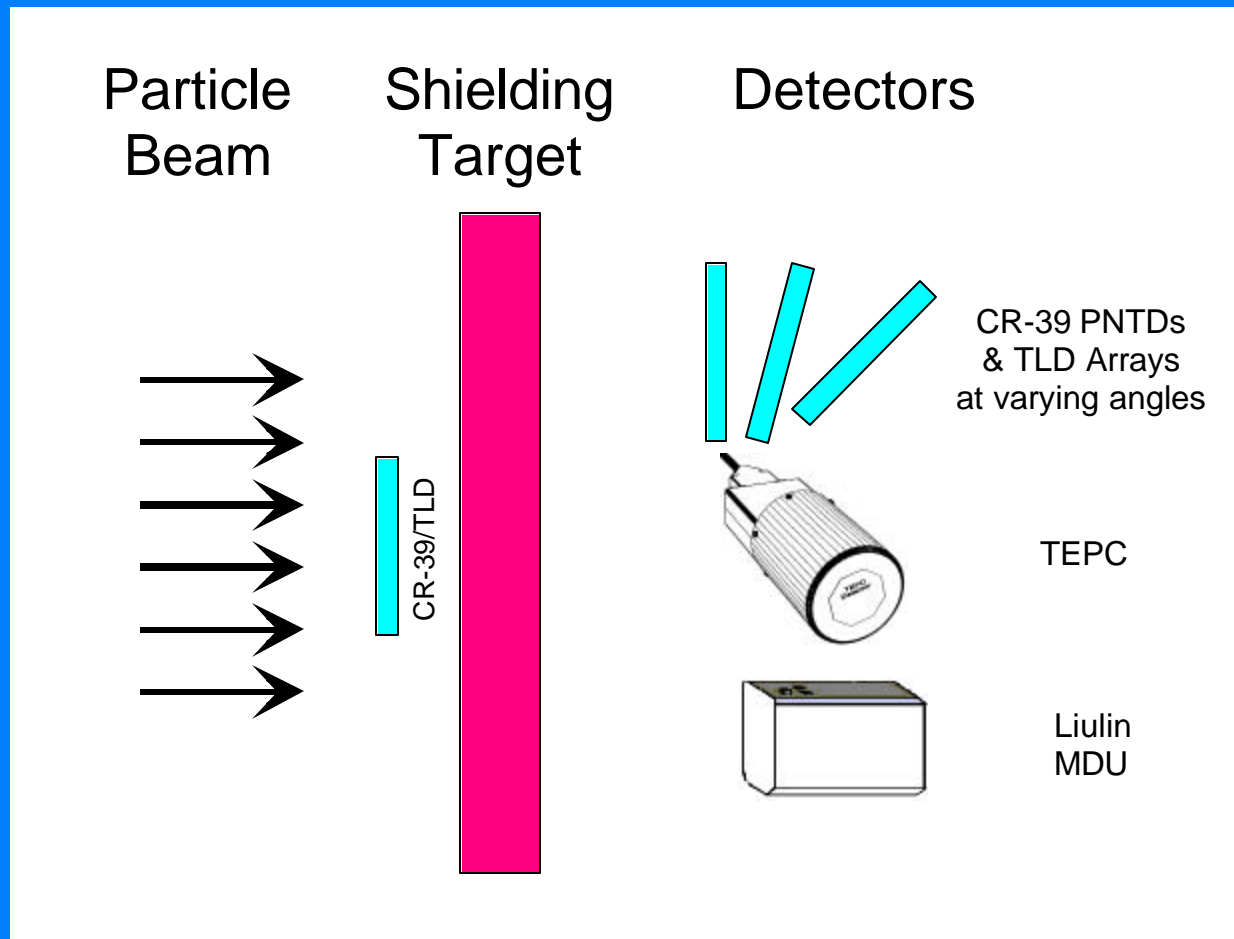 Particle
Beam
Shielding
Target
Detectors
CR-39 PNTDs
& TLD Arrays
at varying angles
CR-39/TLD
TEPC
Liulin
MDU